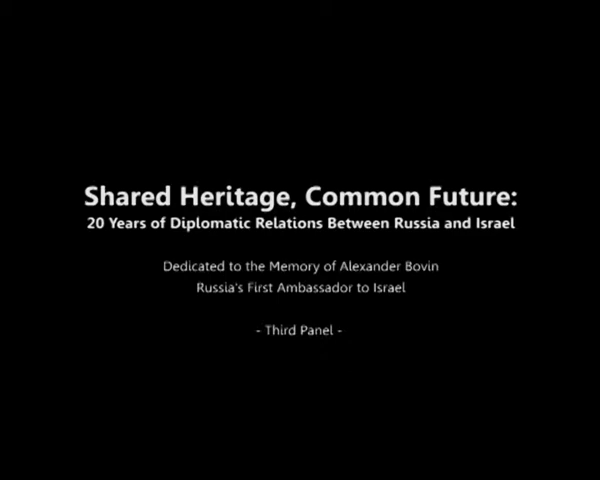 Shared Heritage, Common Future:
20 Years of Diplomatic Relations Between Russia and Israel
Dedicated to the Memory of Alexander Bovin
Russia's First Ambassador to Israel
- Third Panel -